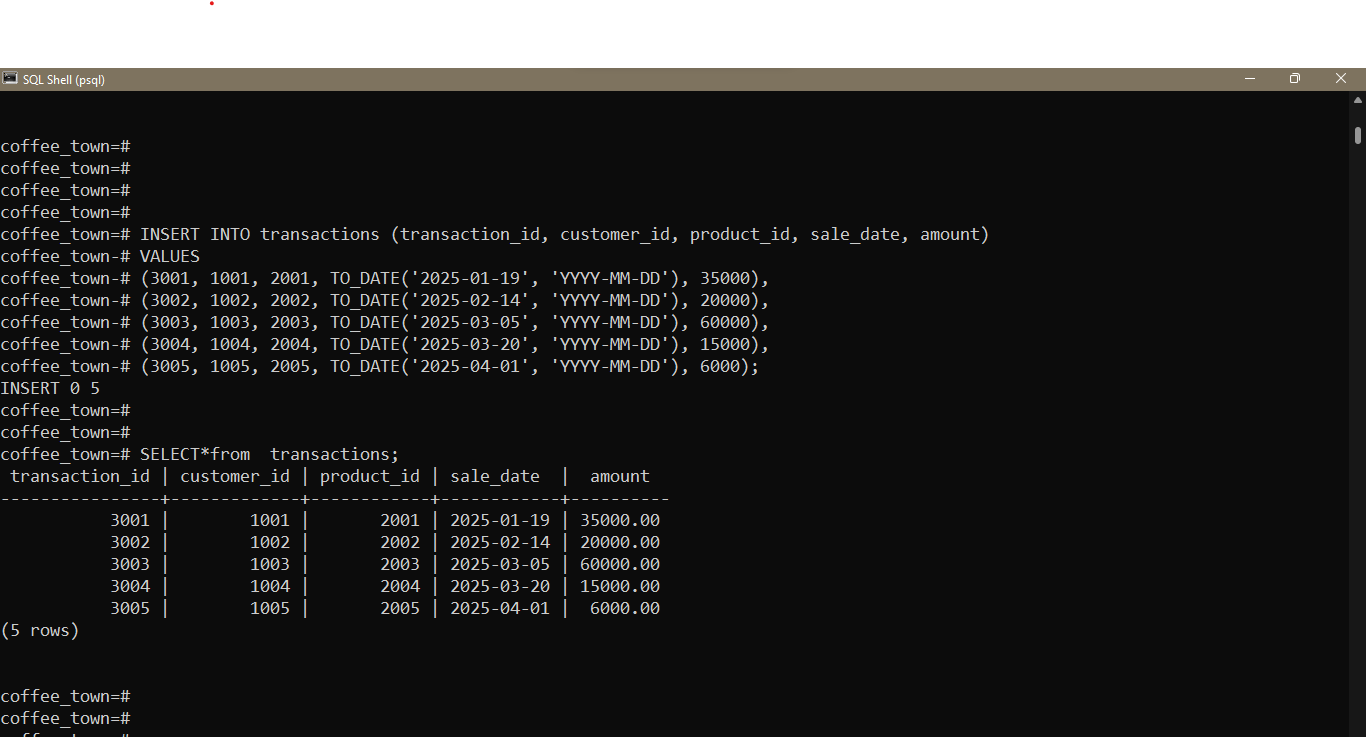 SQL Shell (psql)
coffee_town=#
coffee_town=#
coffee_town=#
coffee_town=#
coffee_town=# INSERT INTO transactions (transaction_id, customer_id, product_id, sale_date, amount)
coffee_town-# VALUES
coffee_town-# (3001, 1001, 2001, TO_DATE('2025-01-19', 'YYYY-MM-DD'), 35000),
coffee_town-# (3002, 1002, 2002, TO_DATE('2025-02-14', 'YYYY-MM-DD'), 20000),
coffee_town-# (3003, 1003, 2003, TO_DATE('2025-03-05', 'YYYY-MM-DD'), 60000),
coffee_town-# (3004, 1004, 2004, TO_DATE('2025-03-20', 'YYYY-MM-DD'), 15000),
coffee_town-# (3005, 1005, 2005, TO_DATE('2025-04-01', 'YYYY-MM-DD'), 6000);
INSERT 0 5
coffee_town=#
coffee_town=#
coffee_town=# SELECT*from  transactions;
 transaction_id | customer_id | product_id | sale_date  |  amount
----------------+-------------+------------+------------+----------
           3001 |        1001 |       2001 | 2025-01-19 | 35000.00
           3002 |        1002 |       2002 | 2025-02-14 | 20000.00
           3003 |        1003 |       2003 | 2025-03-05 | 60000.00
           3004 |        1004 |       2004 | 2025-03-20 | 15000.00
           3005 |        1005 |       2005 | 2025-04-01 |  6000.00
(5 rows)
coffee_town=#
coffee_town=#